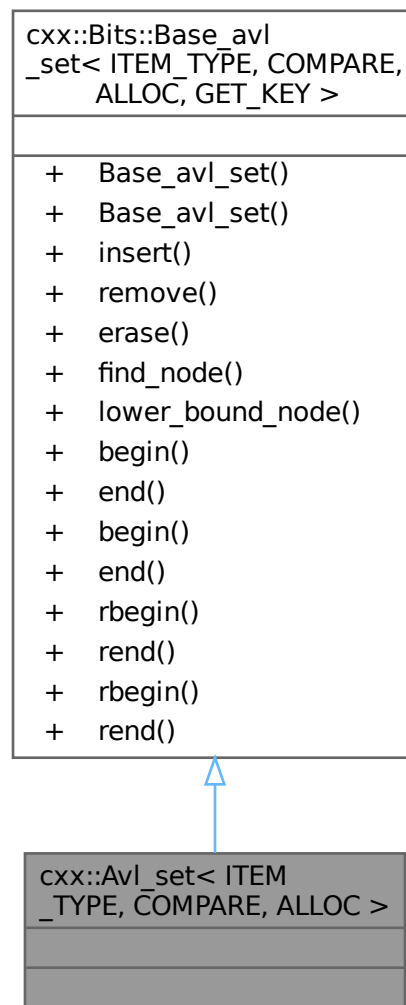 cxx::Bits::Base_avl
_set< ITEM_TYPE, COMPARE,
ALLOC, GET_KEY >
+ Base_avl_set()
+ Base_avl_set()
+ insert()
+ remove()
+ erase()
+ find_node()
+ lower_bound_node()
+ begin()
+ end()
+ begin()
+ end()
+ rbegin()
+ rend()
+ rbegin()
+ rend()
cxx::Avl_set< ITEM
_TYPE, COMPARE, ALLOC >